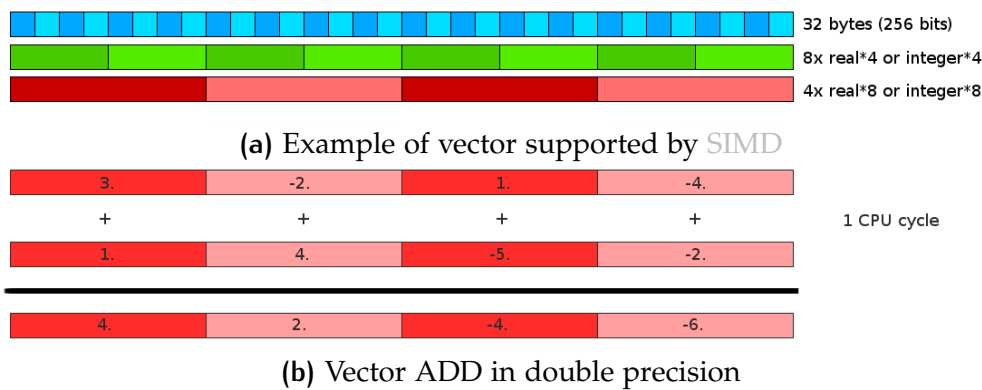 32 bytes (256 bits)
8x real*4 or integer*4
4x real*8 or integer*8
(a) Example of vector supported by SIMD
3. -2. 1. -4.
+ + + +
1 CPU cycle
1. 4. -5. -2.
4. 2. -4. -6.
(b) Vector ADD in double precision